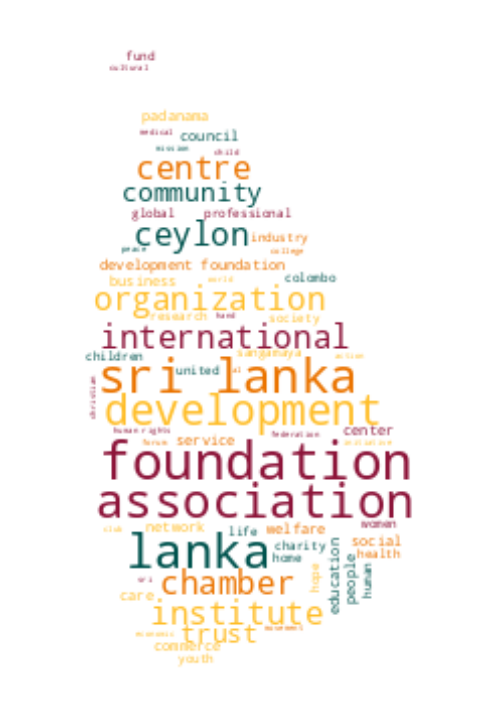 fund
cultural
padanama
medical council
mission child
centre
community
global professional
ceylon industry
peace college
development foundation
business world colombo
organization
research hand society
international
children sangamaya action
sri lanka
united al
christian
development
human rights federation center
forum service initiative
foundation
association
club network life welfare women
lanka
charity social
home health
sri chamber
hope education people human
care
institute
economic trust movement
commerce
youth